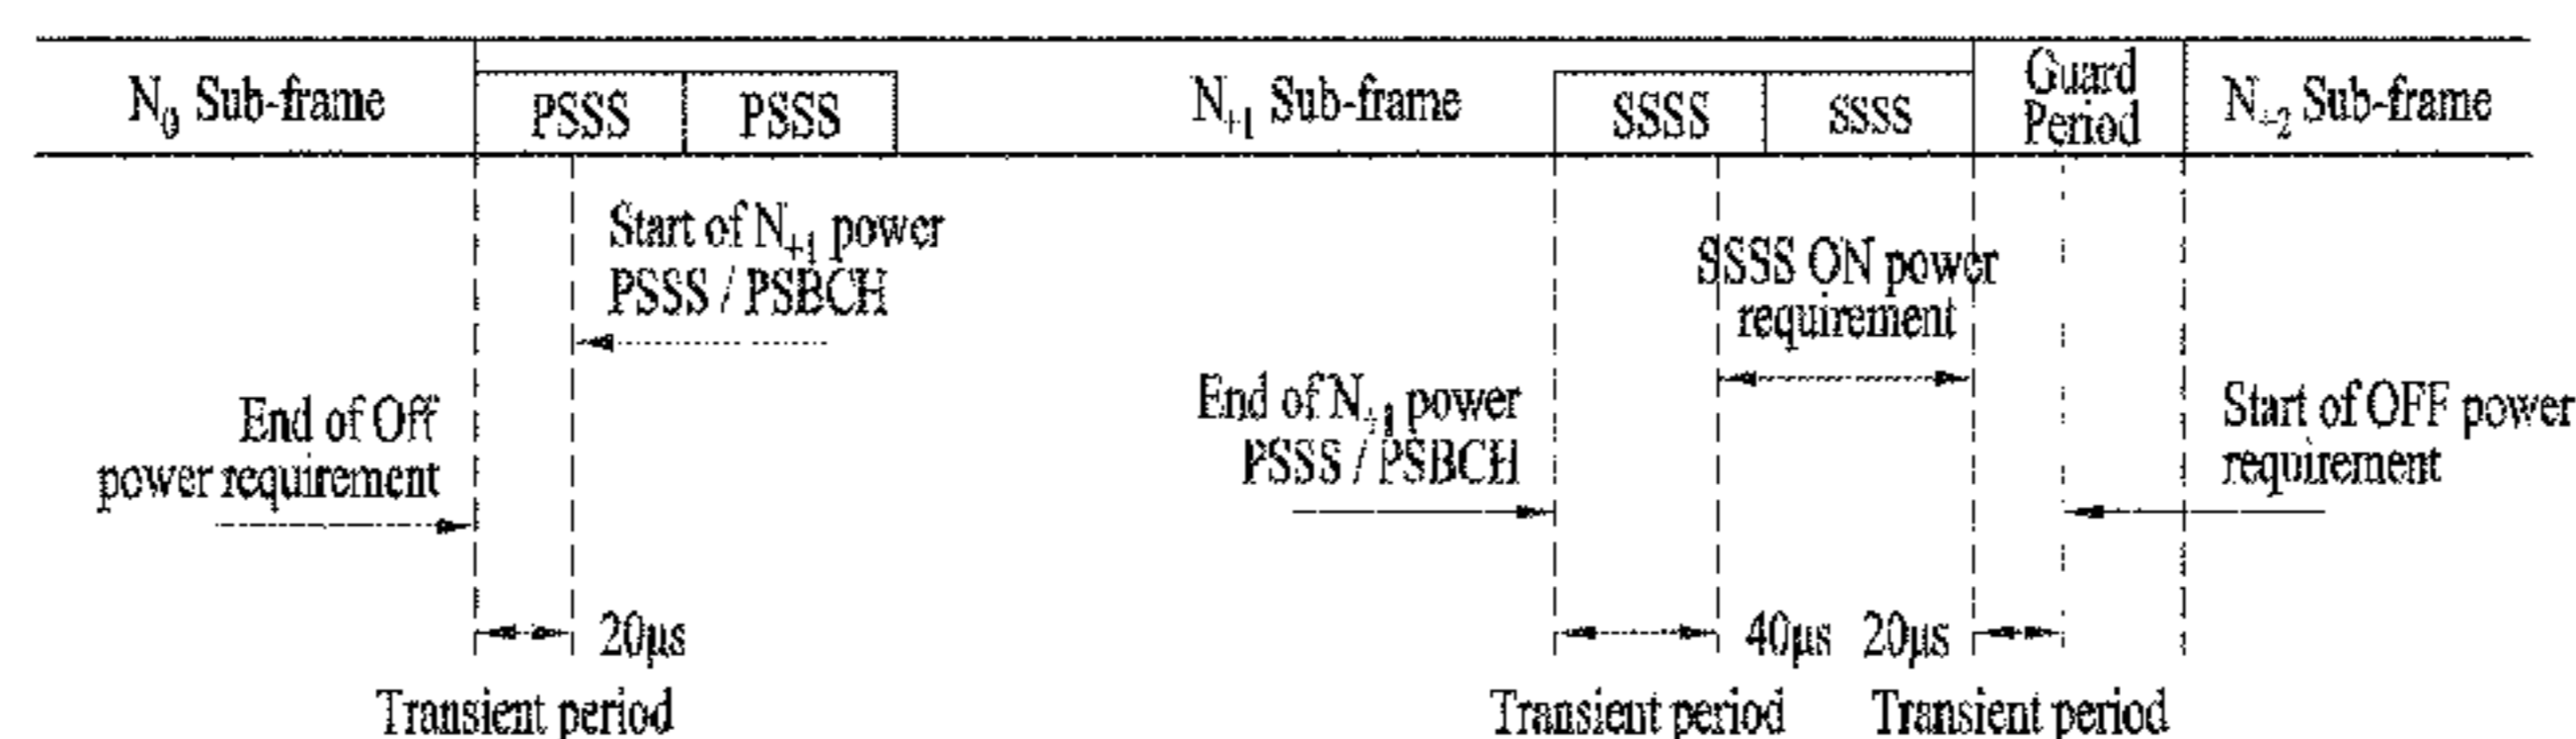 N₀ Sub-frame
PSSS
PSSS
N₊₁ Sub-frame
SSSS
SSSS
Guard
Period
N₊₂ Sub-frame
Start of N₊₁ power
PSSS / PSBCH
SSSS ON power
requirement
End of Off
power requirement
End of N₊₁ power
PSSS / PSBCH
Start of OFF power
requirement
20μs
40μs
20μs
Transient period
Transient period
Transient period